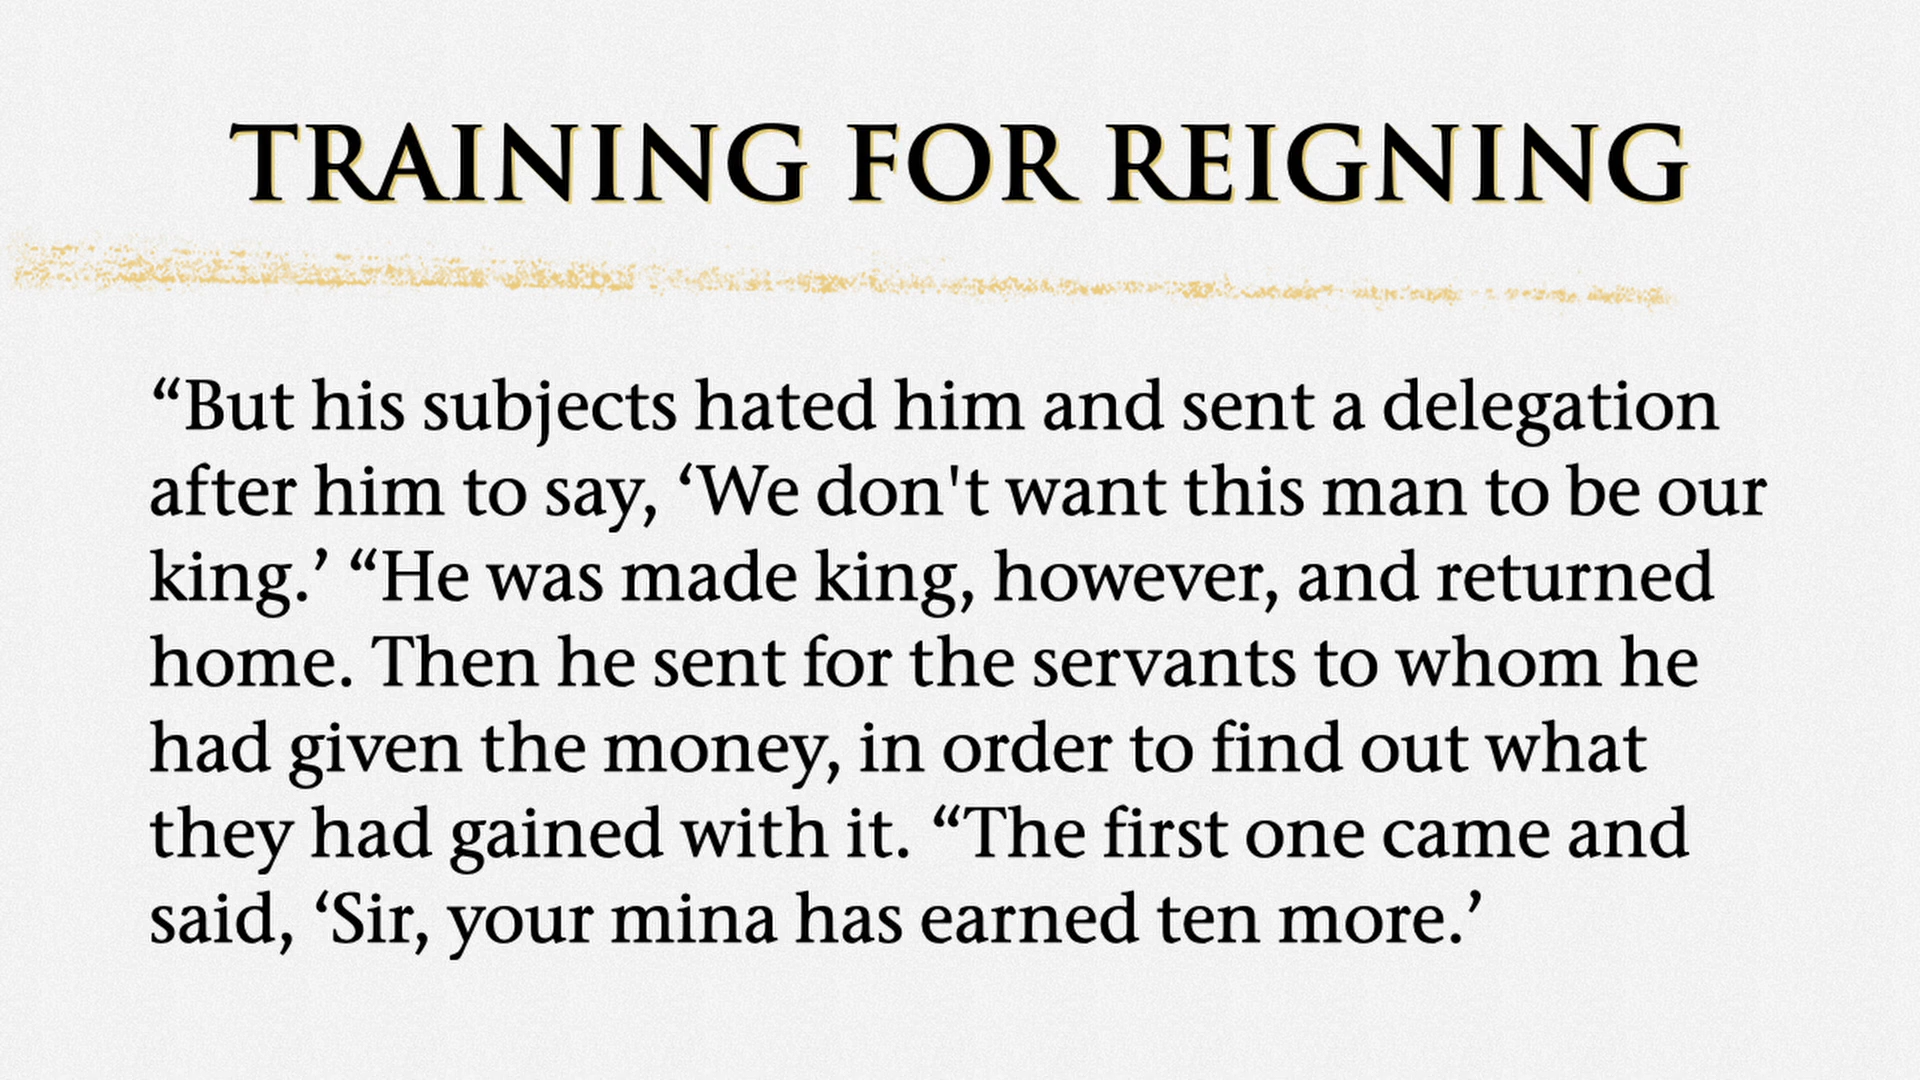 TRAINING FOR REIGNING
“But his subjects hated him and sent a delegation
after him to say, ‘We don't want this man to be our
king.’ “He was made king, however, and returned
home. Then he sent for the servants to whom he
had given the money, in order to find out what
they had gained with it. “The first one came and
said, ‘Sir, your mina has earned ten more.’